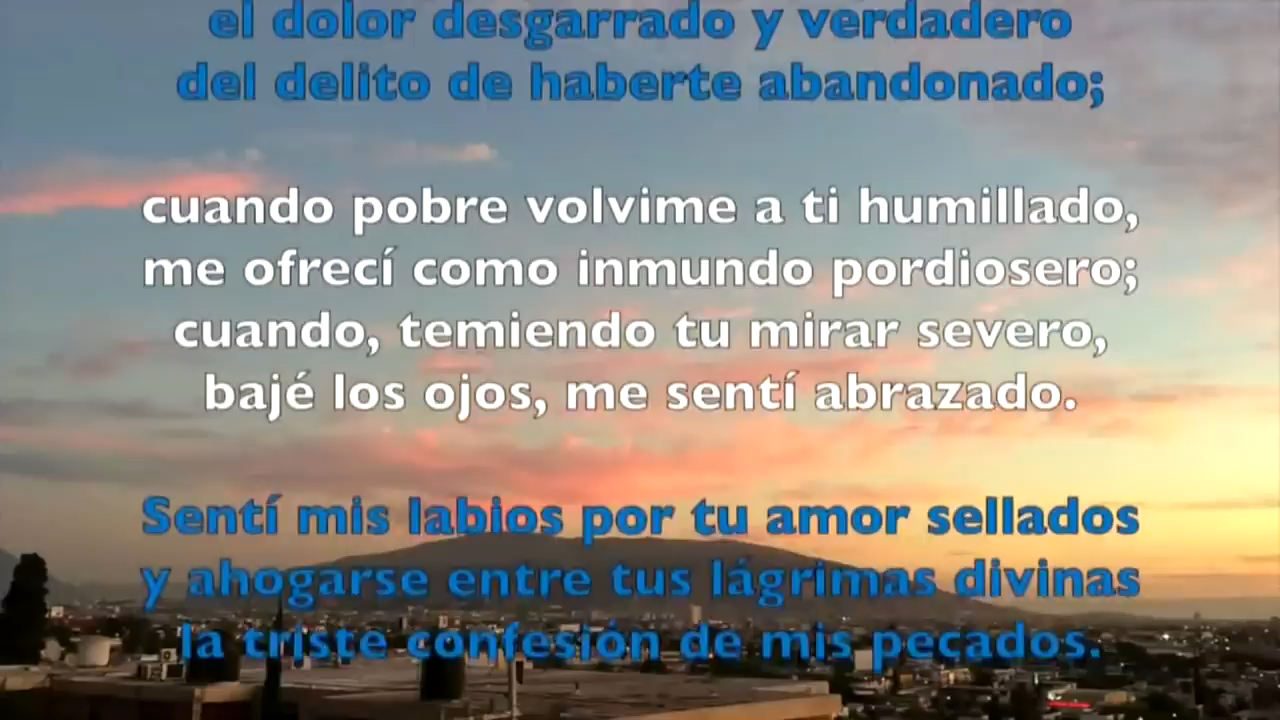 el dolor desgarrado y verdadero
del delito de haberte abandonado;
cuando pobre volvime a ti humillado,
me ofrecí como inmundo pordiosero;
cuando, temiendo tu mirar severo,
bajé los ojos, me sentí abrazado.
Sentí mis labios por tu amor sellados
y ahogarse entre tus lágrimas divinas
la triste confesión de mis pecados.